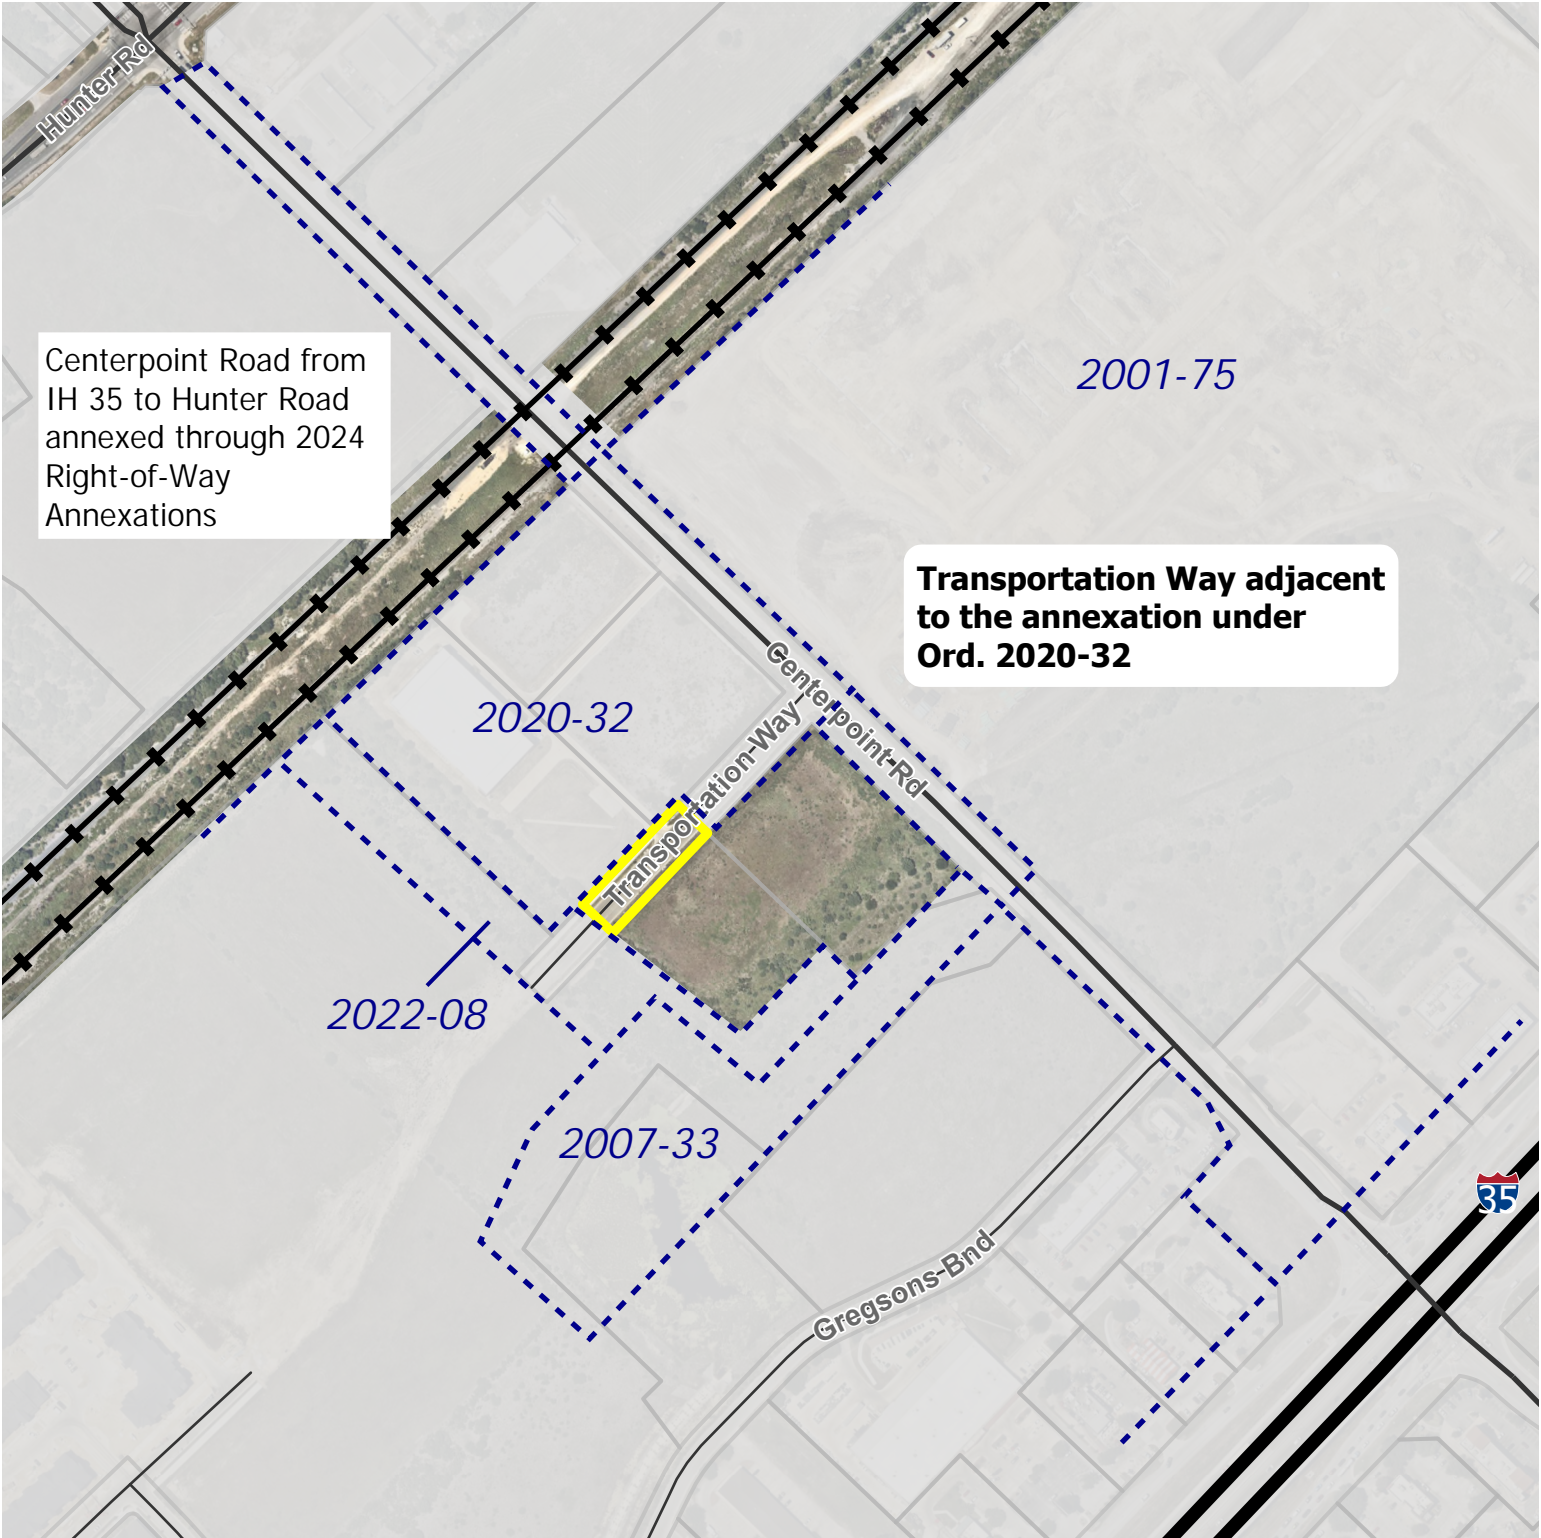 Hunter Rd
Centerpoint Road from
IH 35 to Hunter Road
annexed through 2024
Right-of-Way
Annexations
2001-75
Transportation Way adjacent
to the annexation under
Ord. 2020-32
Centerpoint Rd
2020-32
Transportation Way
2022-08
2007-33
35
Gregsons Bnd